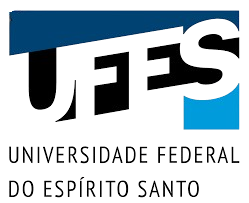 UFES
UNIVERSIDADE FEDERAL
DO ESPÍRITO SANTO